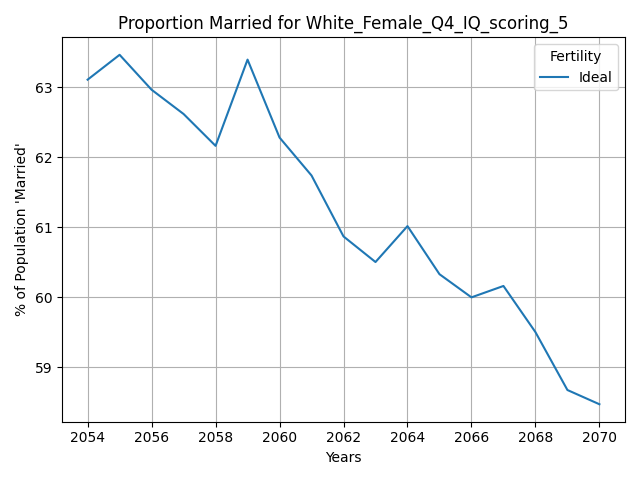 Proportion Married for White_Female_Q4_IQ_scoring_5
Fertility
Ideal
% of Population 'Married'
63
62
61
60
59
2054 2056 2058 2060 2062 2064 2066 2068 2070
Years